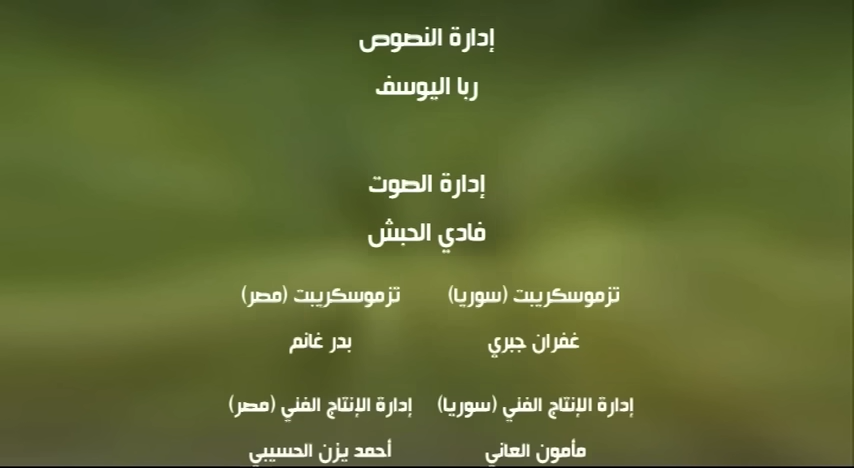 إدارة النصوص
ربا اليوسف
إدارة الصوت
فادي الحبش
تزموسكريبت (سوريا) تزموسكريبت (مصر)
غفران جبري بدر غانم
إدارة الإنتاج الفني (سوريا) إدارة الإنتاج الفني (مصر)
مأمون العاني أحمد يزن الحسيبي